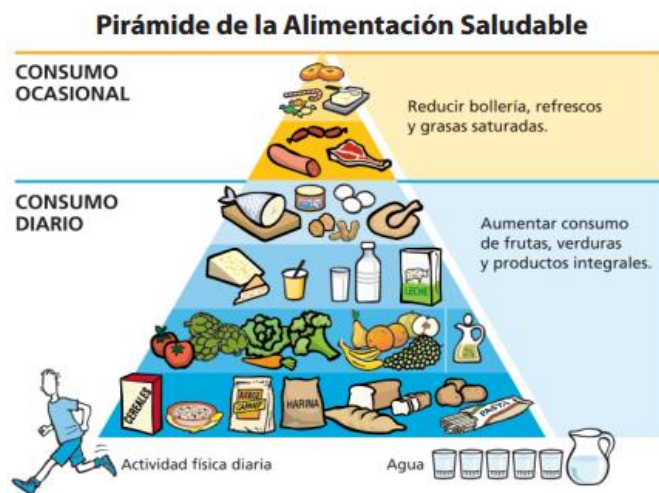 Pirámide de la Alimentación Saludable
CONSUMO
OCASIONAL
Reducir bollería, refrescos
y grasas saturadas.
CONSUMO
DIARIO
Aumentar consumo
de frutas, verduras
y productos integrales.
LECHE
CEREALES
HARINA
PASTA
Actividad física diaria
Agua